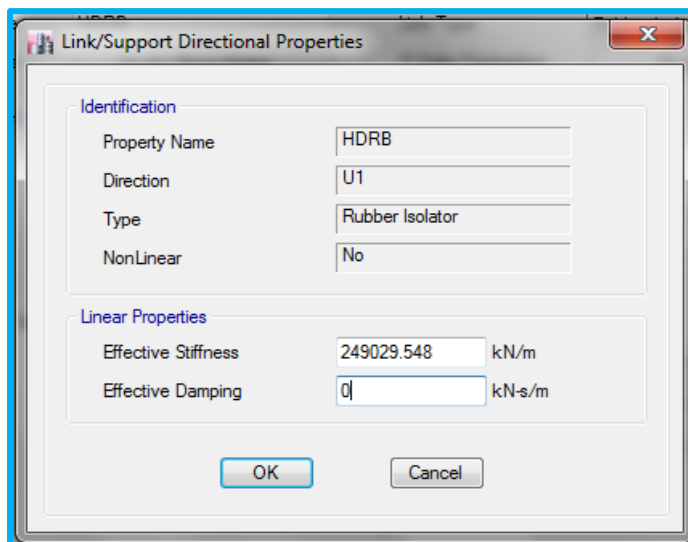 Link/Support Directional Properties
Identification
Property Name HDRB
Direction U1
Type Rubber Isolator
NonLinear No
Linear Properties
Effective Stiffness 249029.548 kN/m
Effective Damping 0 kN-s/m
OK Cancel